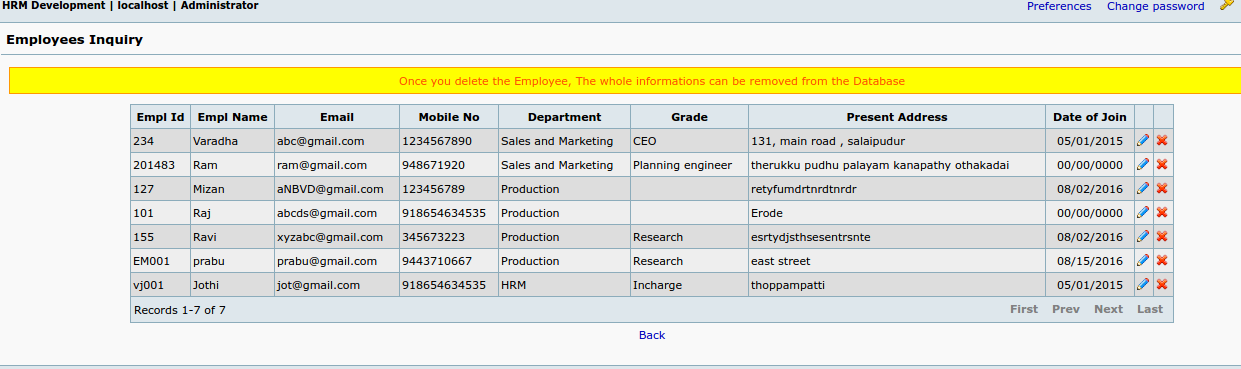 HRM Development | localhost | Administrator Preferences Change password
Employees Inquiry
Once you delete the Employee, The whole informations can be removed from the Database
Empl Id Empl Name Email Mobile No Department Grade Present Address Date of Join
234 Varadha abc@gmail.com 1234567890 Sales and Marketing CEO 131, main road , salaipudur 05/01/2015
201483 Ram ram@gmail.com 948671920 Sales and Marketing Planning engineer therukku pudhu palayam kanapathy othakadai 00/00/0000
127 Mizan aNBVD@gmail.com 123456789 Production retyfumdrtnrdtnrdr 08/02/2016
101 Raj abcds@gmail.com 918654634535 Production Erode 00/00/0000
155 Ravi xyzabc@gmail.com 345673223 Production Research esrtydjsthsesentrsnte 08/02/2016
EM001 prabu prabu@gmail.com 9443710667 Production Research east street 08/15/2016
vj001 Jothi jot@gmail.com 918654634535 HRM Incharge thoppampatti 05/01/2015
Records 1-7 of 7 First Prev Next Last
Back